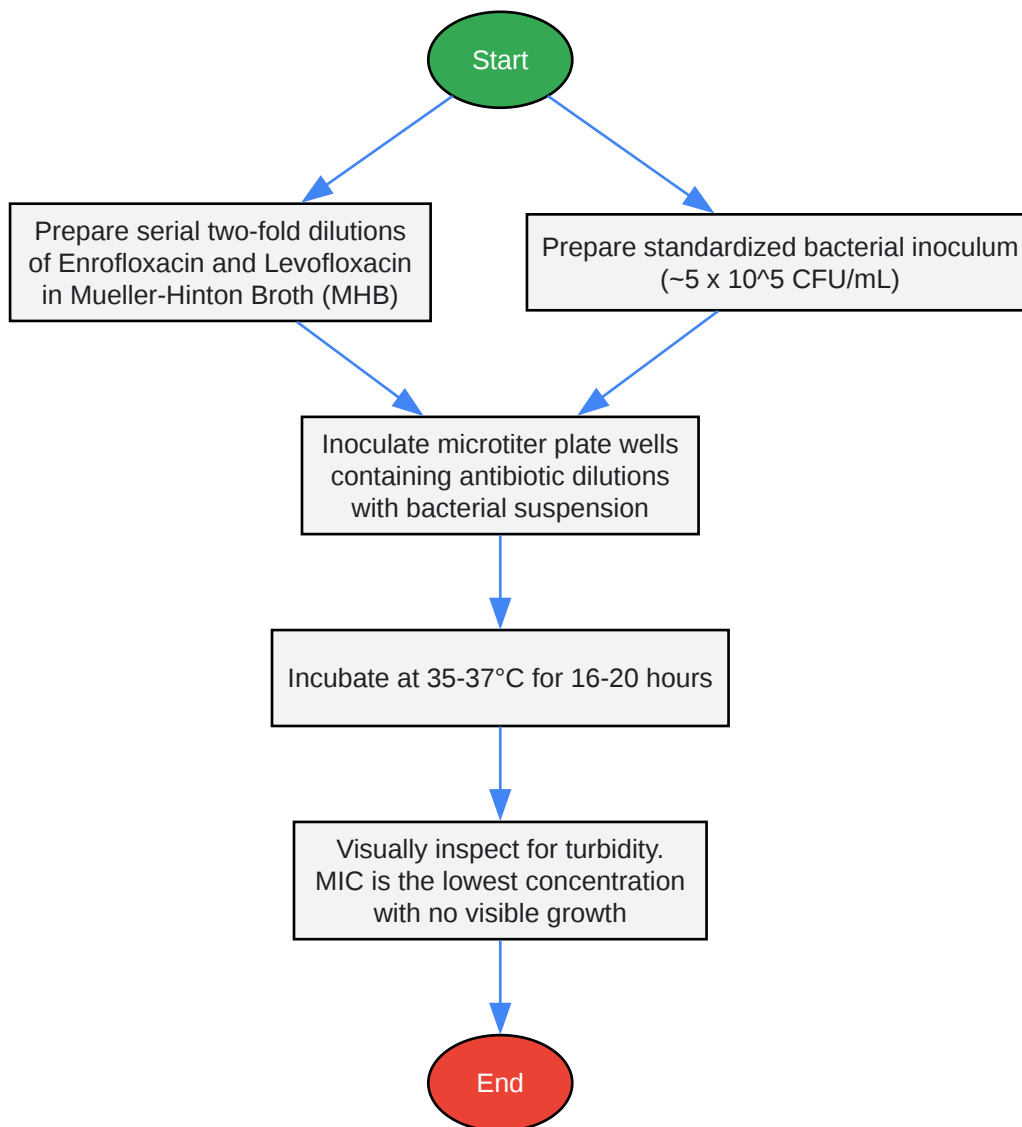 Start
Prepare serial two-fold dilutions
of Enrofloxacin and Levofloxacin
in Mueller-Hinton Broth (MHB)
Prepare standardized bacterial inoculum
(~5 x 10^5 CFU/mL)
Inoculate microtiter plate wells
containing antibiotic dilutions
with bacterial suspension
Incubate at 35-37°C for 16-20 hours
Visually inspect for turbidity.
MIC is the lowest concentration
with no visible growth
End